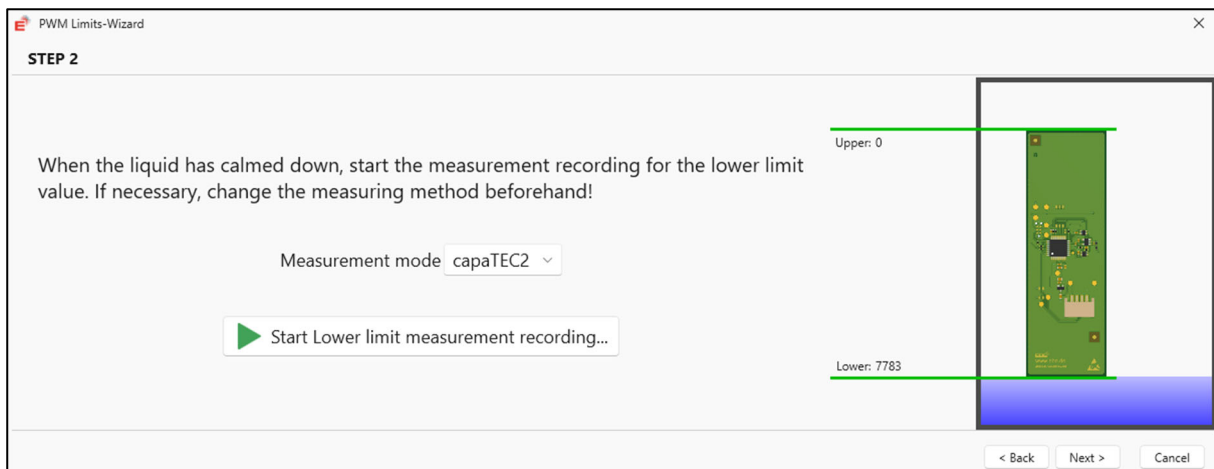 PWM Limits-Wizard
STEP 2
When the liquid has calmed down, start the measurement recording for the lower limit
value. If necessary, change the measuring method beforehand!
Measurement mode capaTEC2
Start Lower limit measurement recording...
Upper: 0
Lower: 7783
< Back Next > Cancel